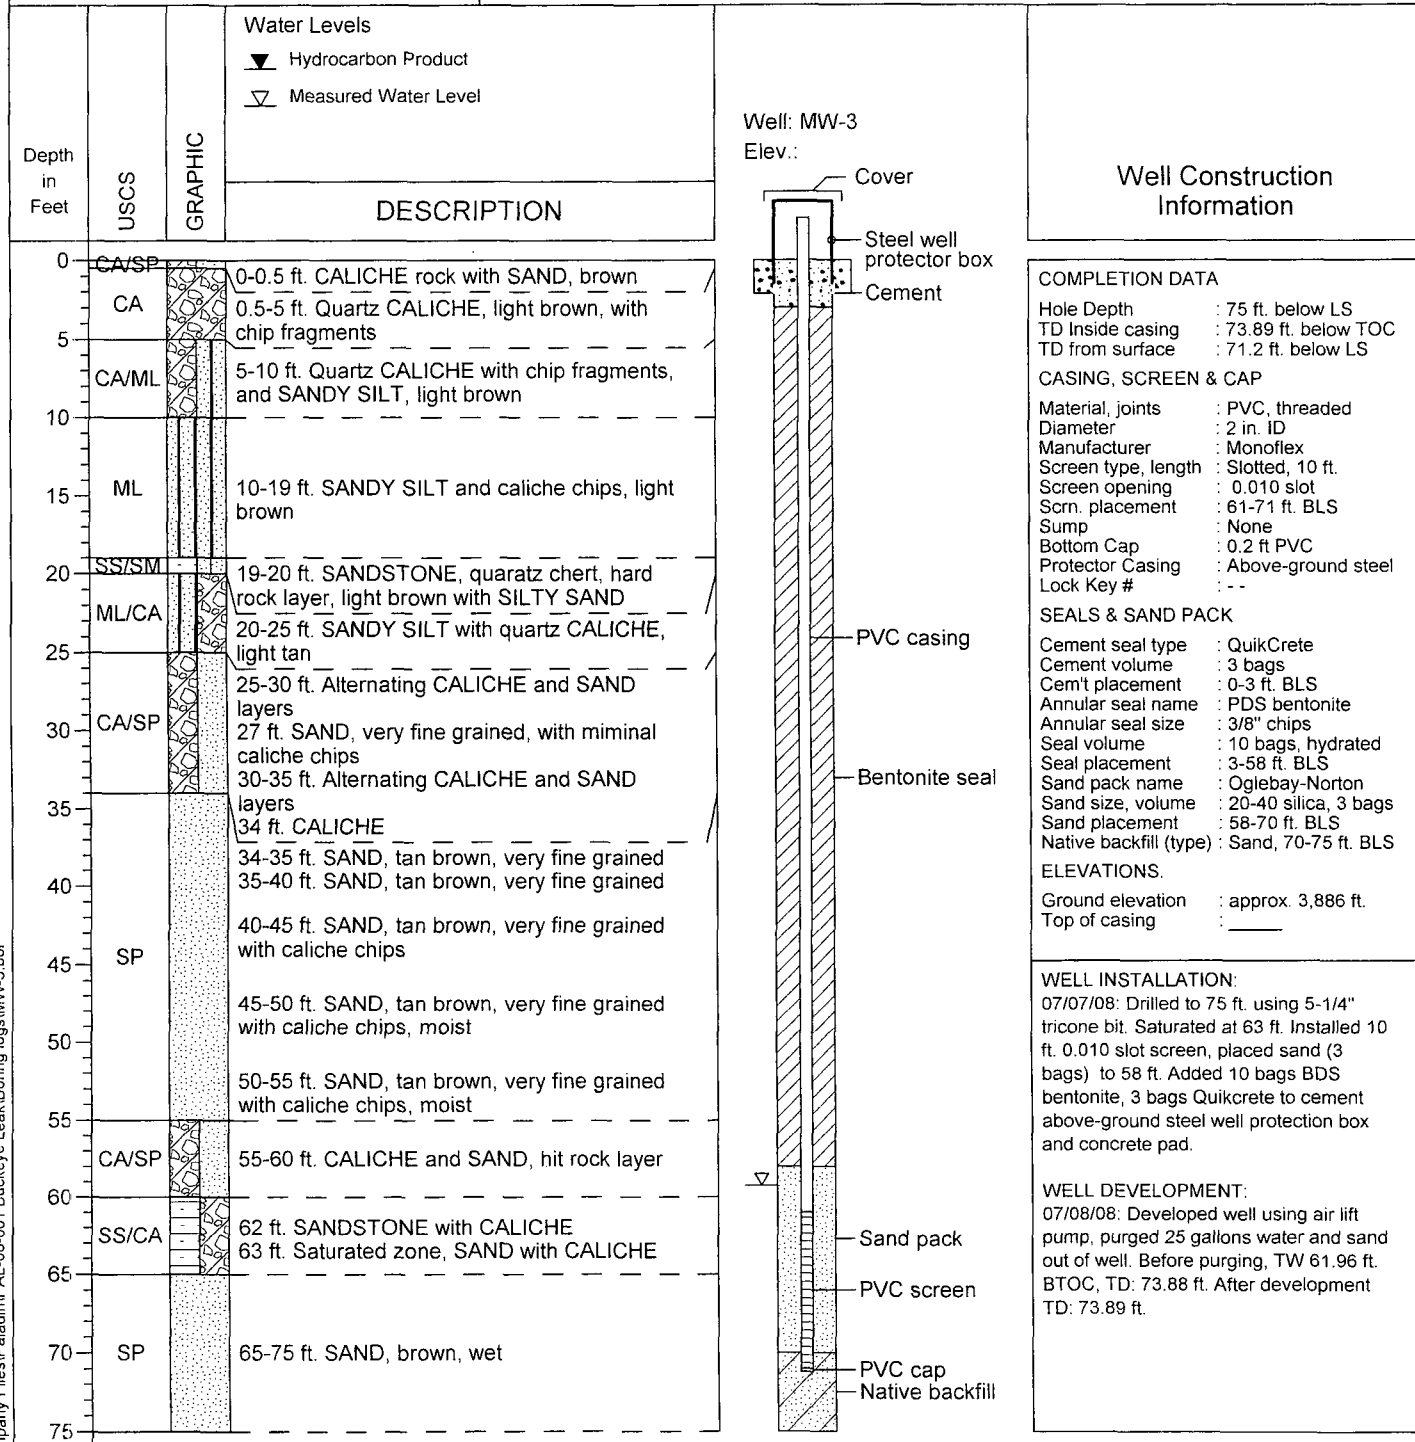 Water Levels
Hydrocarbon Product
Measured Water Level
Depth
in
Feet
USCS
GRAPHIC
DESCRIPTION
Well: MW-3
Elev.:
Well Construction
Information
0
5
10
15
20
25
30
35
40
45
50
55
60
65
70
75
CA/SP
CA
CA/ML
ML
SS/SM
ML/CA
CA/SP
SP
CA/SP
SS/CA
SP
0-0.5 ft. CALICHE rock with SAND, brown
0.5-5 ft. Quartz CALICHE, light brown, with
chip fragments
5-10 ft. Quartz CALICHE with chip fragments,
and SANDY SILT, light brown
10-19 ft. SANDY SILT and caliche chips, light
brown
19-20 ft. SANDSTONE, quaratz chert, hard
rock layer, light brown with SILTY SAND
20-25 ft. SANDY SILT with quartz CALICHE,
light tan
25-30 ft. Alternating CALICHE and SAND
layers
27 ft. SAND, very fine grained, with miminal
caliche chips
30-35 ft. Alternating CALICHE and SAND
layers
34 ft. CALICHE
34-35 ft. SAND, tan brown, very fine grained
35-40 ft. SAND, tan brown, very fine grained
40-45 ft. SAND, tan brown, very fine grained
with caliche chips
45-50 ft. SAND, tan brown, very fine grained
with caliche chips, moist
50-55 ft. SAND, tan brown, very fine grained
with caliche chips, moist
55-60 ft. CALICHE and SAND, hit rock layer
62 ft. SANDSTONE with CALICHE
63 ft. Saturated zone, SAND with CALICHE
65-75 ft. SAND, brown, wet
Cover
Steel well
protector box
Cement
PVC casing
Bentonite seal
Sand pack
PVC screen
PVC cap
Native backfill
COMPLETION DATA
Hole Depth : 75 ft. below LS
TD Inside casing : 73.89 ft. below TOC
TD from surface : 71.2 ft. below LS
CASING, SCREEN & CAP
Material, joints : PVC, threaded
Diameter : 2 in. ID
Manufacturer : Monoflex
Screen type, length : Slotted, 10 ft.
Screen opening : 0.010 slot
Scrn. placement : 61-71 ft. BLS
Sump : None
Bottom Cap : 0.2 ft PVC
Protector Casing : Above-ground steel
Lock Key # : - -
SEALS & SAND PACK
Cement seal type : QuikCrete
Cement volume : 3 bags
Cem't placement : 0-3 ft. BLS
Annular seal name : PDS bentonite
Annular seal size : 3/8" chips
Seal volume : 10 bags, hydrated
Seal placement : 3-58 ft. BLS
Sand pack name : Oglebay-Norton
Sand size, volume : 20-40 silica, 3 bags
Sand placement : 58-70 ft. BLS
Native backfill (type) : Sand, 70-75 ft. BLS
ELEVATIONS.
Ground elevation : approx. 3,886 ft.
Top of casing : _____
WELL INSTALLATION:
07/07/08: Drilled to 75 ft. using 5-1/4"
tricone bit. Saturated at 63 ft. Installed 10
ft. 0.010 slot screen, placed sand (3
bags) to 58 ft. Added 10 bags BDS
bentonite, 3 bags Quikcrete to cement
above-ground steel well protection box
and concrete pad.
WELL DEVELOPMENT:
07/08/08: Developed well using air lift
pump, purged 25 gallons water and sand
out of well. Before purging, TW 61.96 ft.
BTOC, TD: 73.88 ft. After development
TD: 73.89 ft.